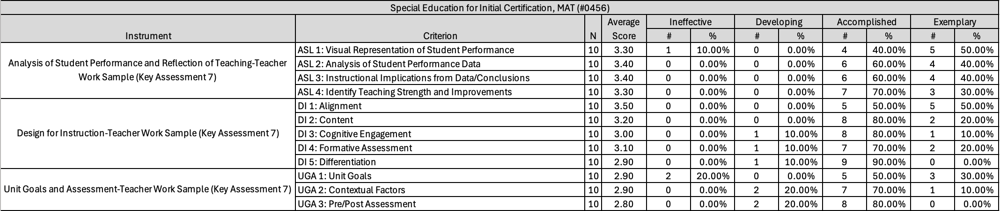 Special Education for Initial Certification, MAT (#0456)
Instrument Criterion N Average Score Ineffective Developing Accomplished Exemplary
# % # % # % # %
Analysis of Student Performance and Reflection of Teaching-Teacher
Work Sample (Key Assessment 7)
ASL 1: Visual Representation of Student Performance 10 3.30 1 10.00% 0 0.00% 4 40.00% 5 50.00%
ASL 2: Analysis of Student Performance Data 10 3.40 0 0.00% 0 0.00% 6 60.00% 4 40.00%
ASL 3: Instructional Implications from Data/Conclusions 10 3.40 0 0.00% 0 0.00% 6 60.00% 4 40.00%
ASL 4: Identify Teaching Strength and Improvements 10 3.30 0 0.00% 0 0.00% 7 70.00% 3 30.00%
Design for Instruction-Teacher Work Sample (Key Assessment 7)
DI 1: Alignment 10 3.50 0 0.00% 0 0.00% 5 50.00% 5 50.00%
DI 2: Content 10 3.20 0 0.00% 0 0.00% 8 80.00% 2 20.00%
DI 3: Cognitive Engagement 10 3.00 0 0.00% 1 10.00% 8 80.00% 1 10.00%
DI 4: Formative Assessment 10 3.10 0 0.00% 1 10.00% 7 70.00% 2 20.00%
DI 5: Differentiation 10 2.90 0 0.00% 1 10.00% 9 90.00% 0 0.00%
Unit Goals and Assessment-Teacher Work Sample (Key Assessment 7)
UGA 1: Unit Goals 10 2.90 2 20.00% 0 0.00% 5 50.00% 3 30.00%
UGA 2: Contextual Factors 10 2.90 0 0.00% 2 20.00% 7 70.00% 1 10.00%
UGA 3: Pre/Post Assessment 10 2.80 0 0.00% 2 20.00% 8 80.00% 0 0.00%